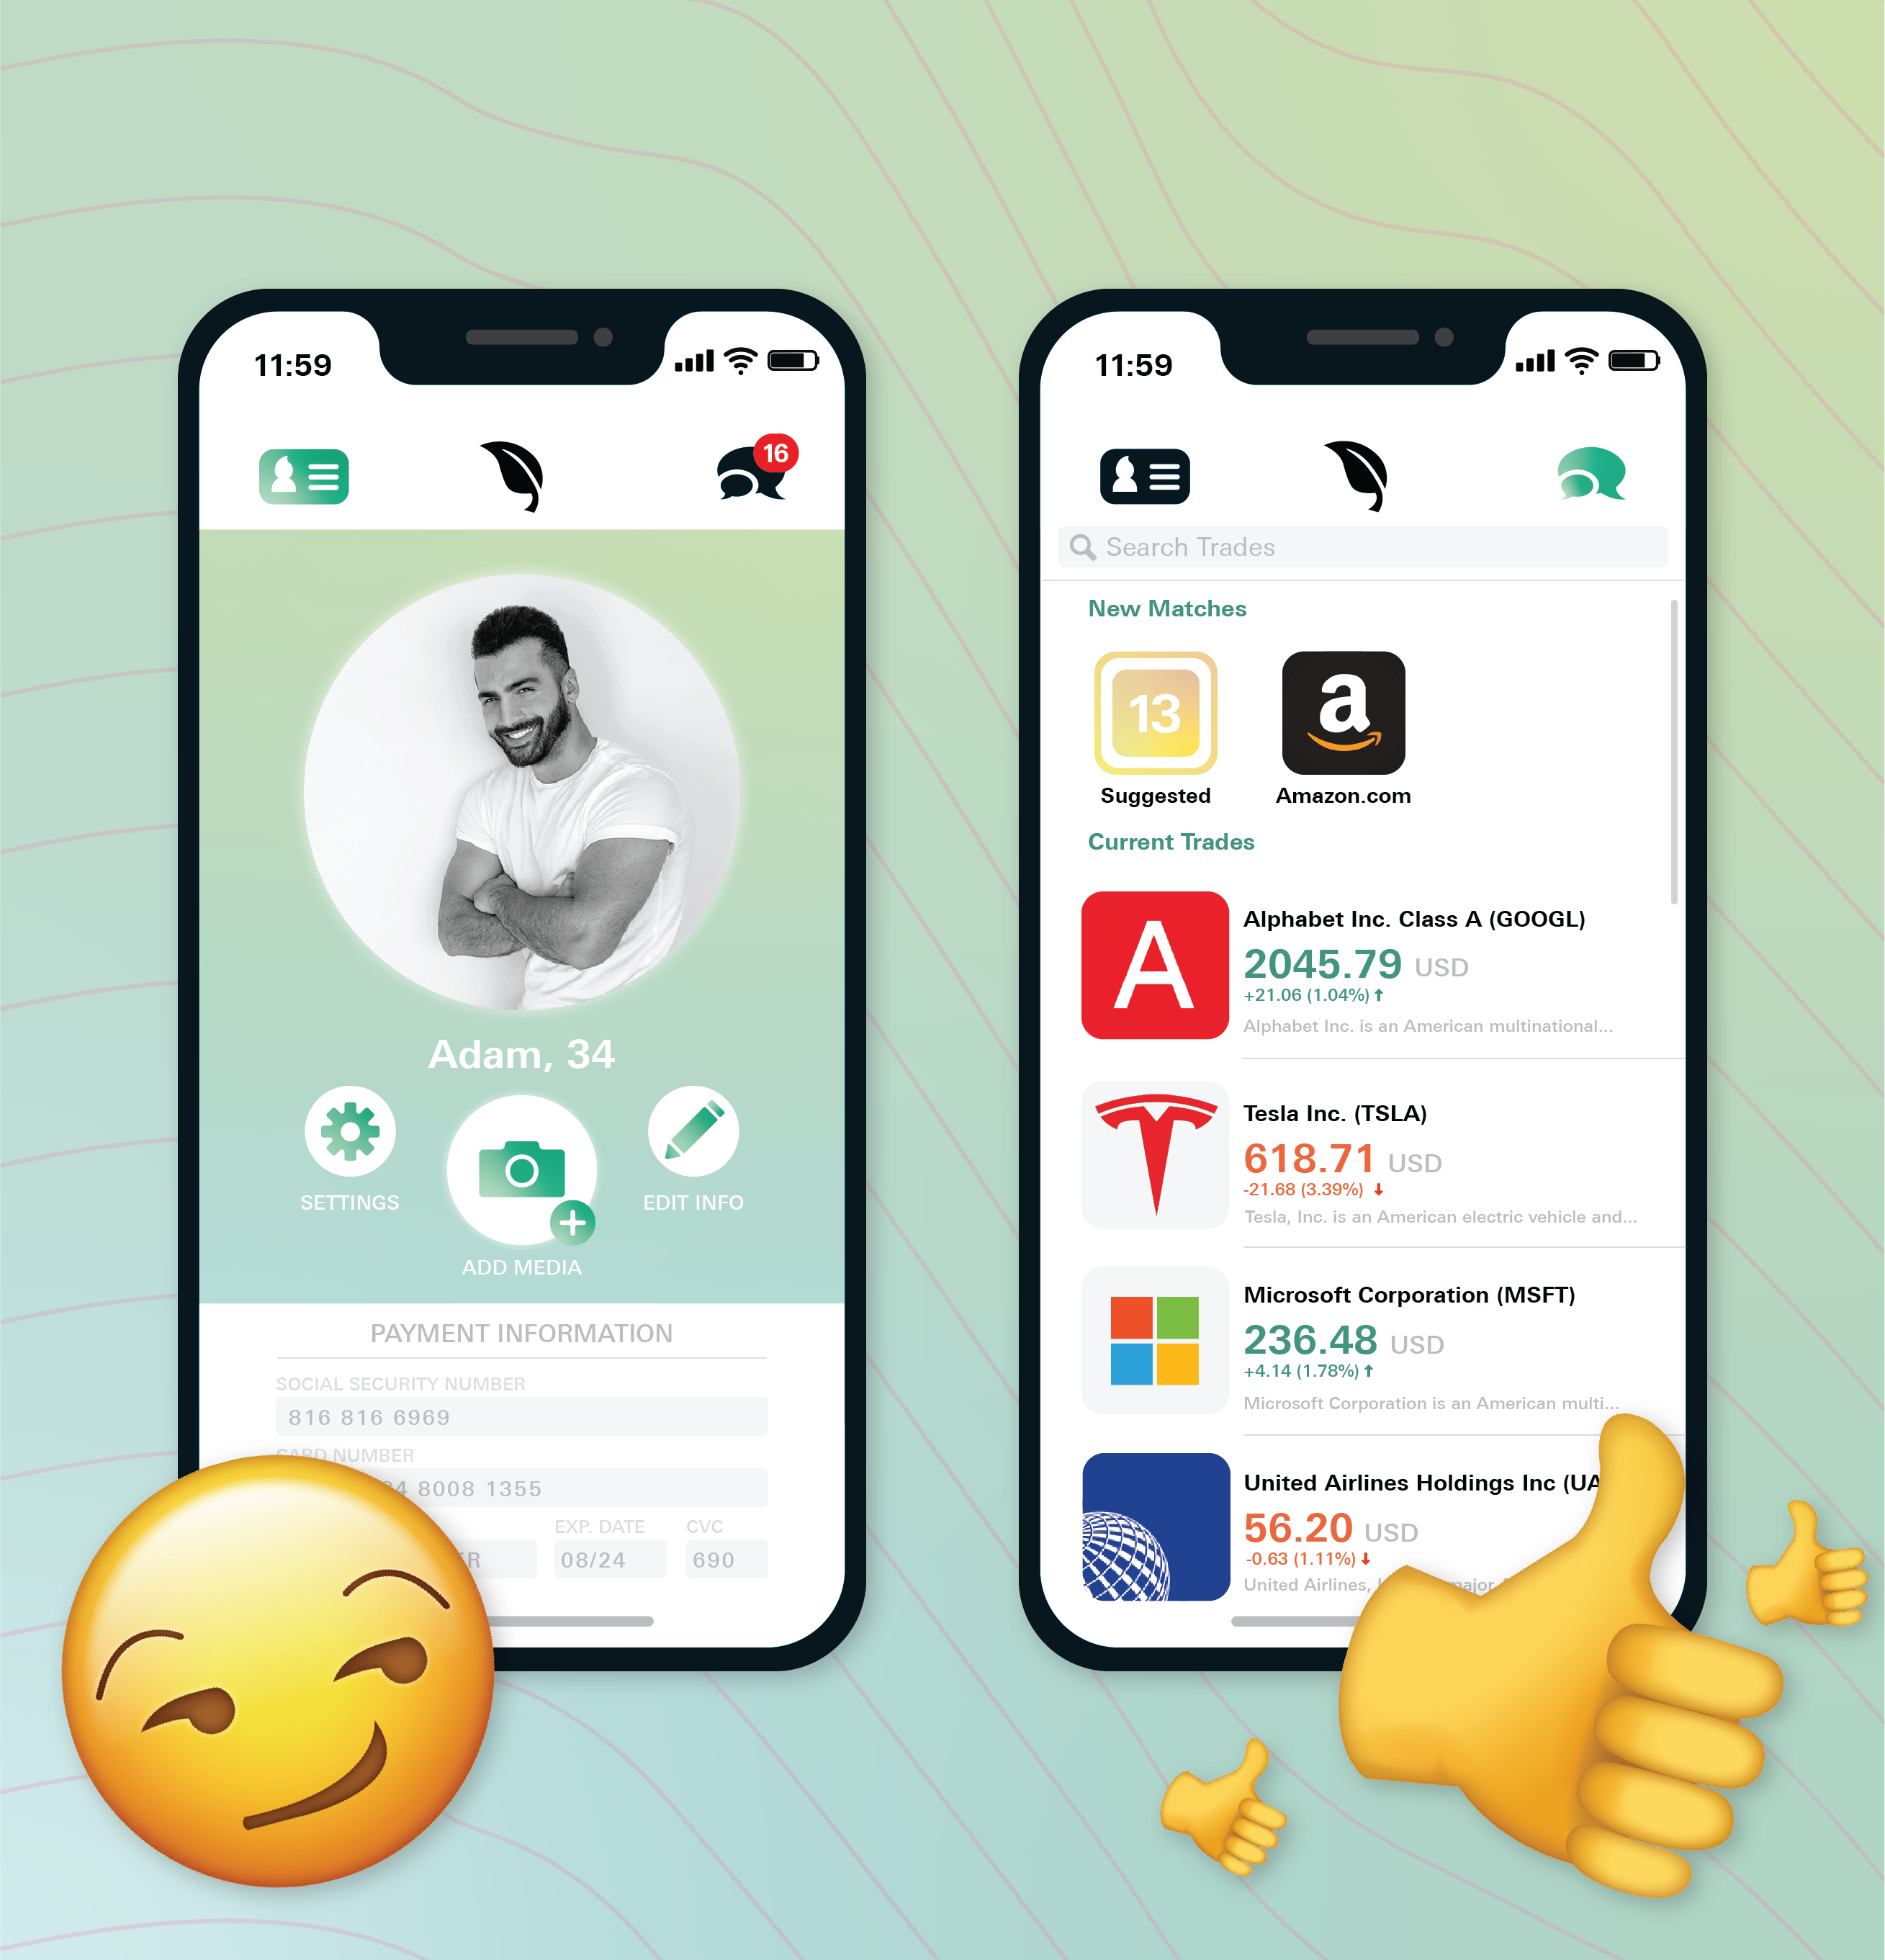 11:59
16
Adam, 34
SETTINGS
EDIT INFO
ADD MEDIA
PAYMENT INFORMATION
SOCIAL SECURITY NUMBER
816 816 6969
CARD NUMBER
4 8008 1355
EXP. DATE
CVC
ER
08/24
690
11:59
Search Trades
New Matches
13
a
Suggested
Amazon.com
Current Trades
A
Alphabet Inc. Class A (GOOGL)
2045.79 USD
+21.06 (1.04%)
Alphabet Inc. is an American multinational...
Tesla Inc. (TSLA)
618.71 USD
-21.68 (3.39%)
Tesla, Inc. is an American electric vehicle and...
Microsoft Corporation (MSFT)
236.48 USD
+4.14 (1.78%)
Microsoft Corporation is an American multi...
United Airlines Holdings Inc (UA
56.20 USD
-0.63 (1.11%)
United Airlines, major